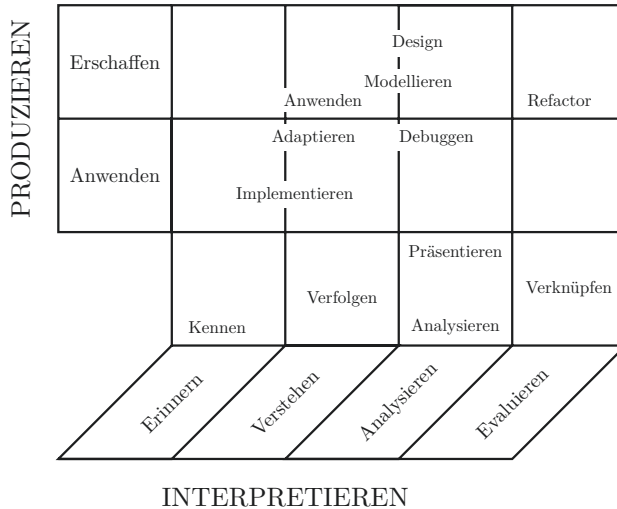 PRODUZIEREN
Design
Erschaffen
Modellieren
Anwenden
Refactor
Adaptieren
Debuggen
Anwenden
Implementieren
Präsentieren
Verknüpfen
Verfolgen
Kennen
Analysieren
Erinnern
Verstehen
Analysieren
Evaluieren
INTERPRETIEREN